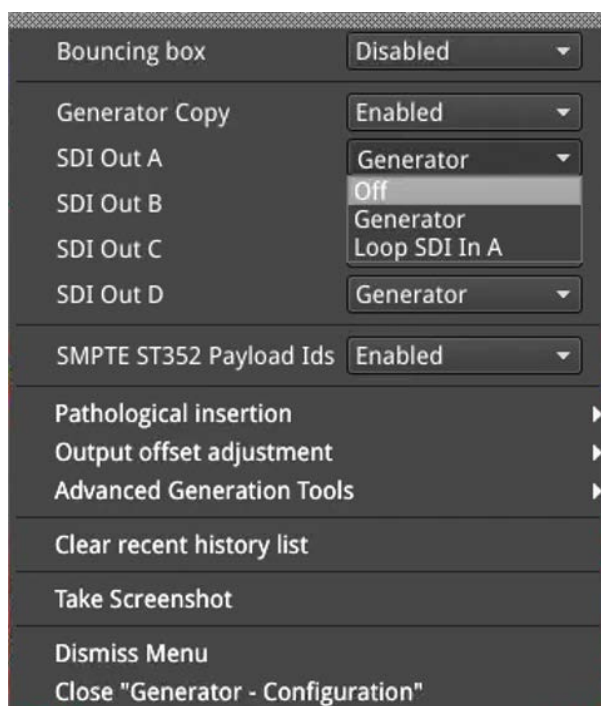 Bouncing box Disabled
Generator Copy Enabled
SDI Out A Generator
Off
SDI Out B
Generator
SDI Out C Loop SDI In A
SDI Out D Generator
SMPTE ST352 Payload Ids Enabled
Pathological insertion
Output offset adjustment
Advanced Generation Tools
Clear recent history list
Take Screenshot
Dismiss Menu
Close "Generator - Configuration"